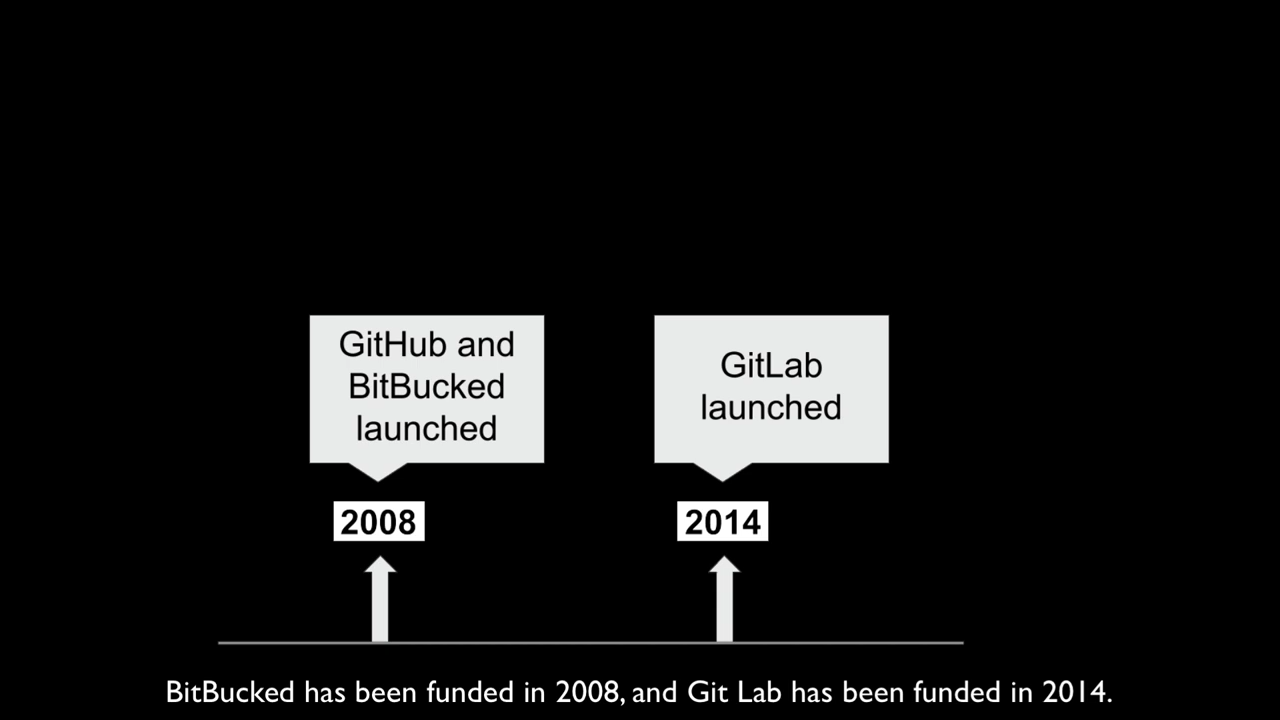 GitHub and
BitBucked
launched
GitLab
launched
2008
2014
BitBucked has been funded in 2008, and Git Lab has been funded in 2014.